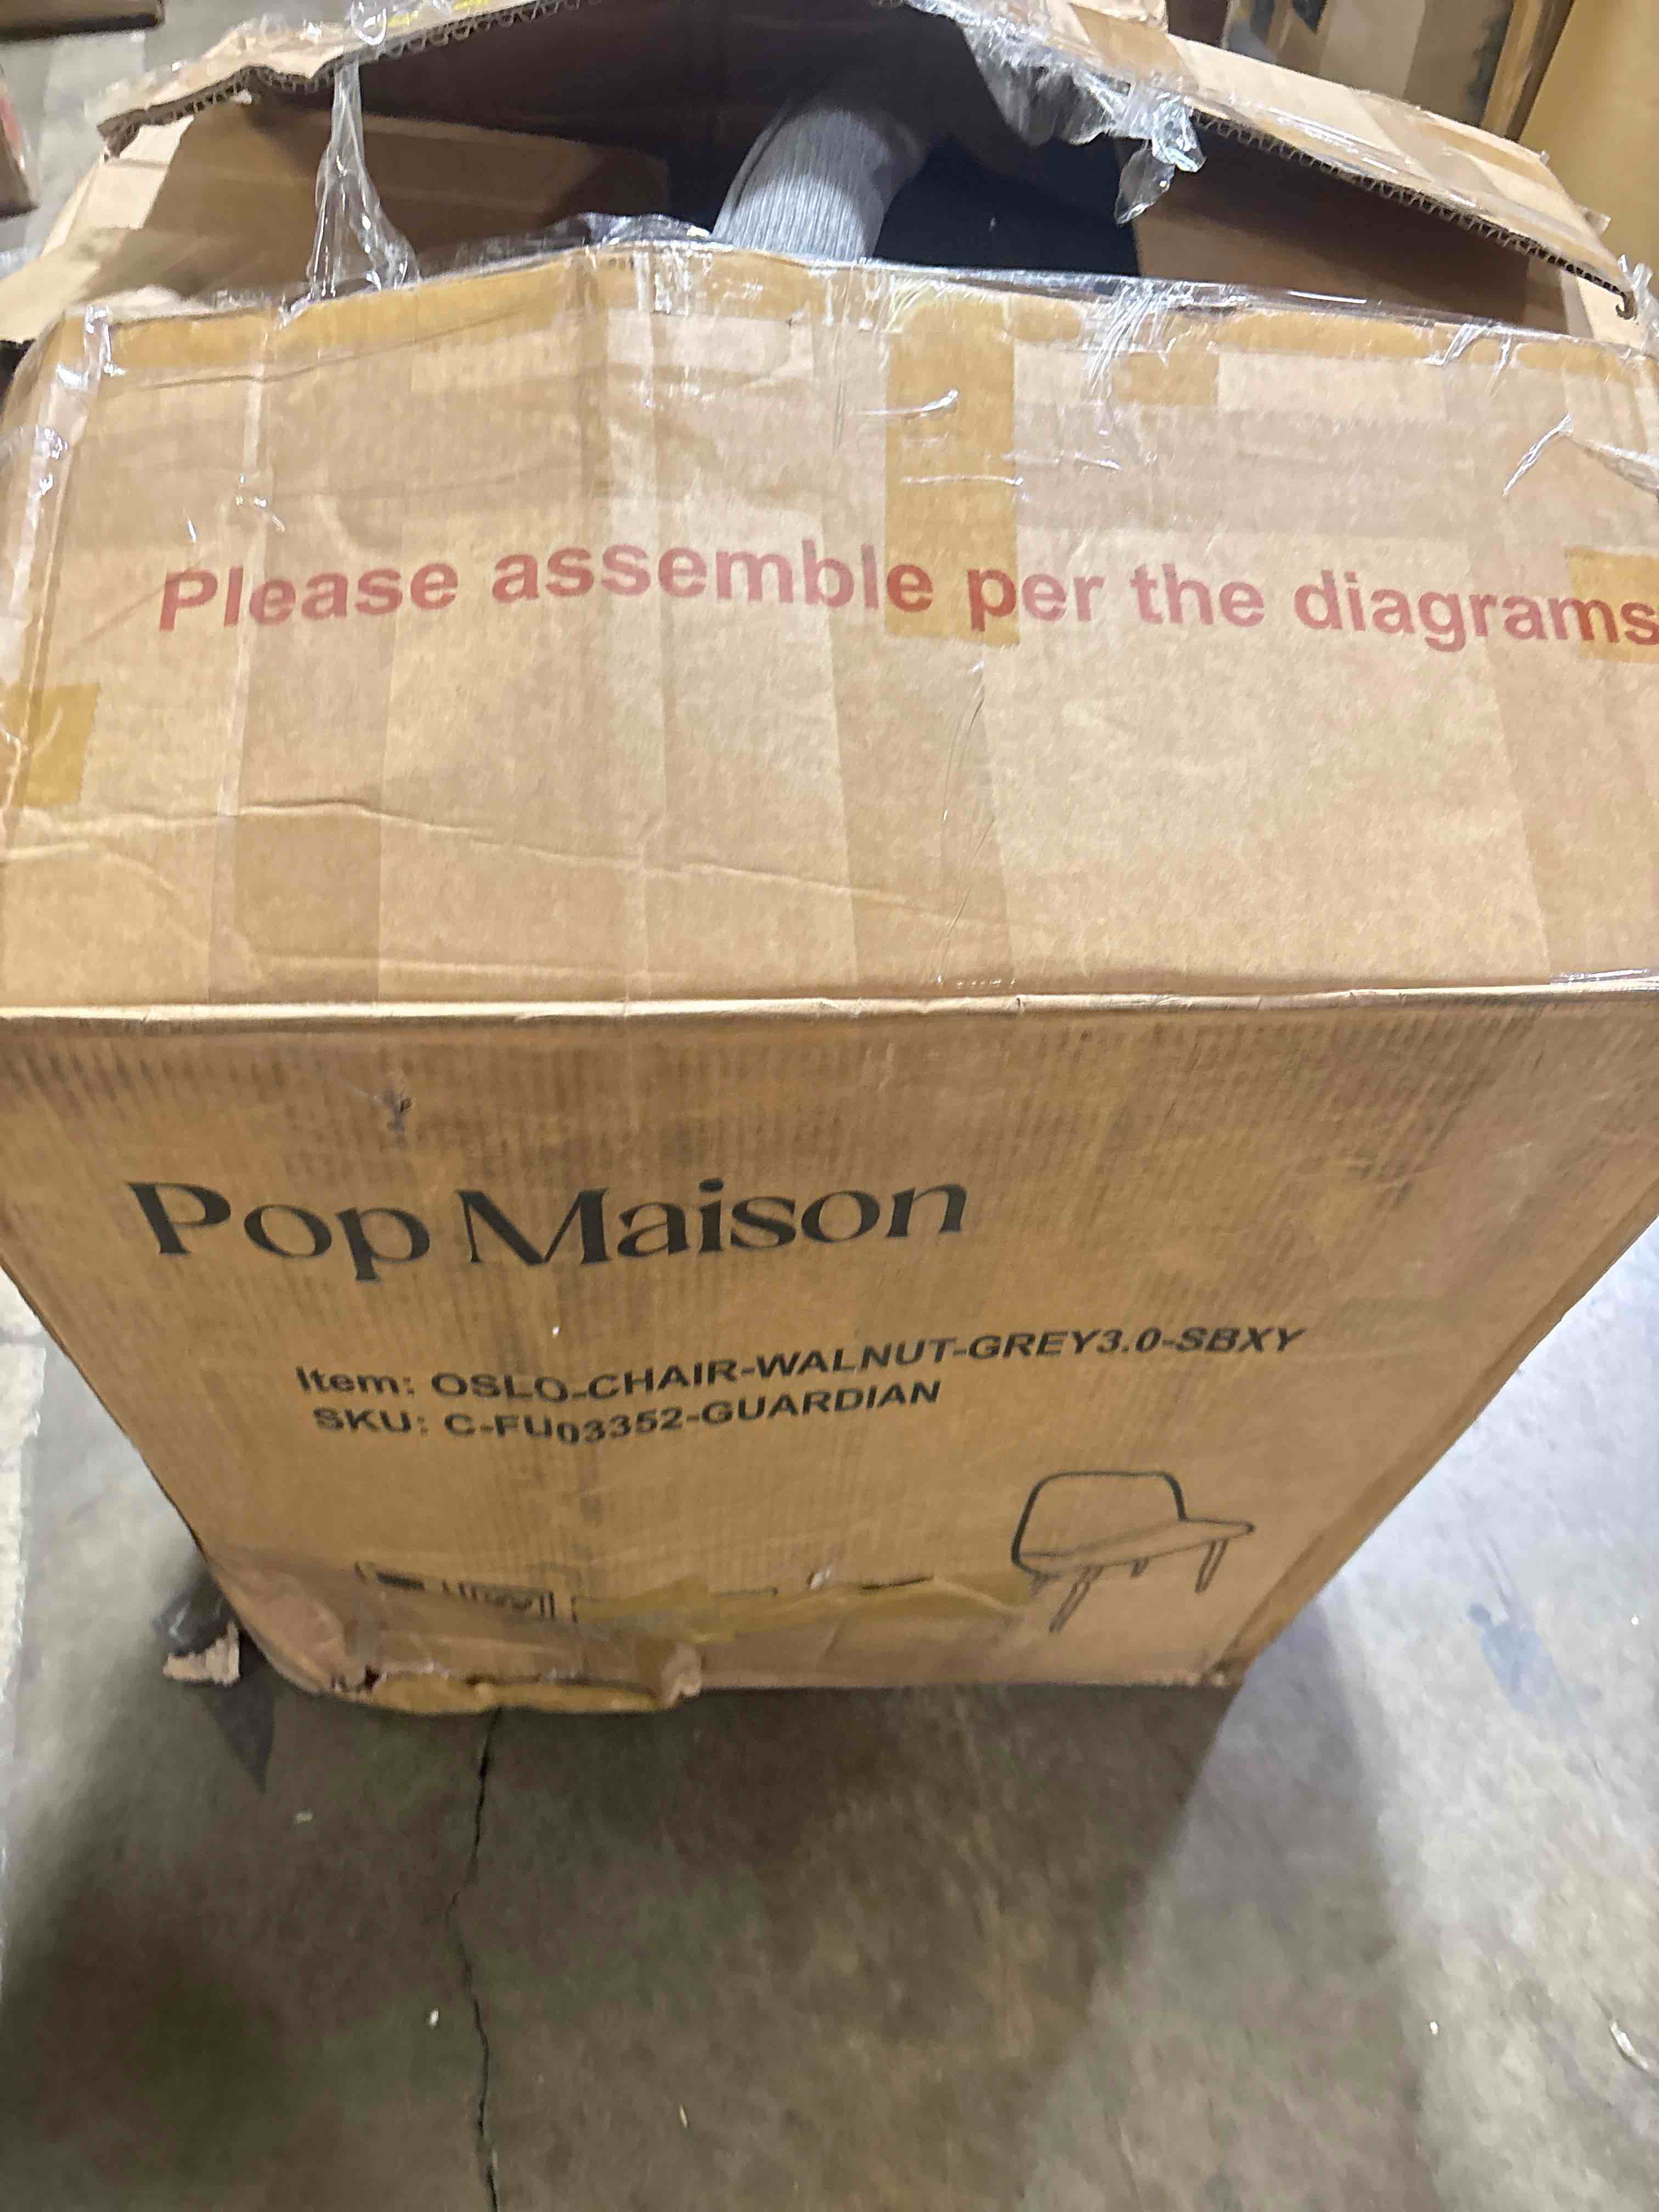 Please assemble per the diagrams
Pop Maison
Item: OSLO-CHAIR-WALNUT-GREY3.0-SBXY
SKU: C-FU03352-GUARDIAN